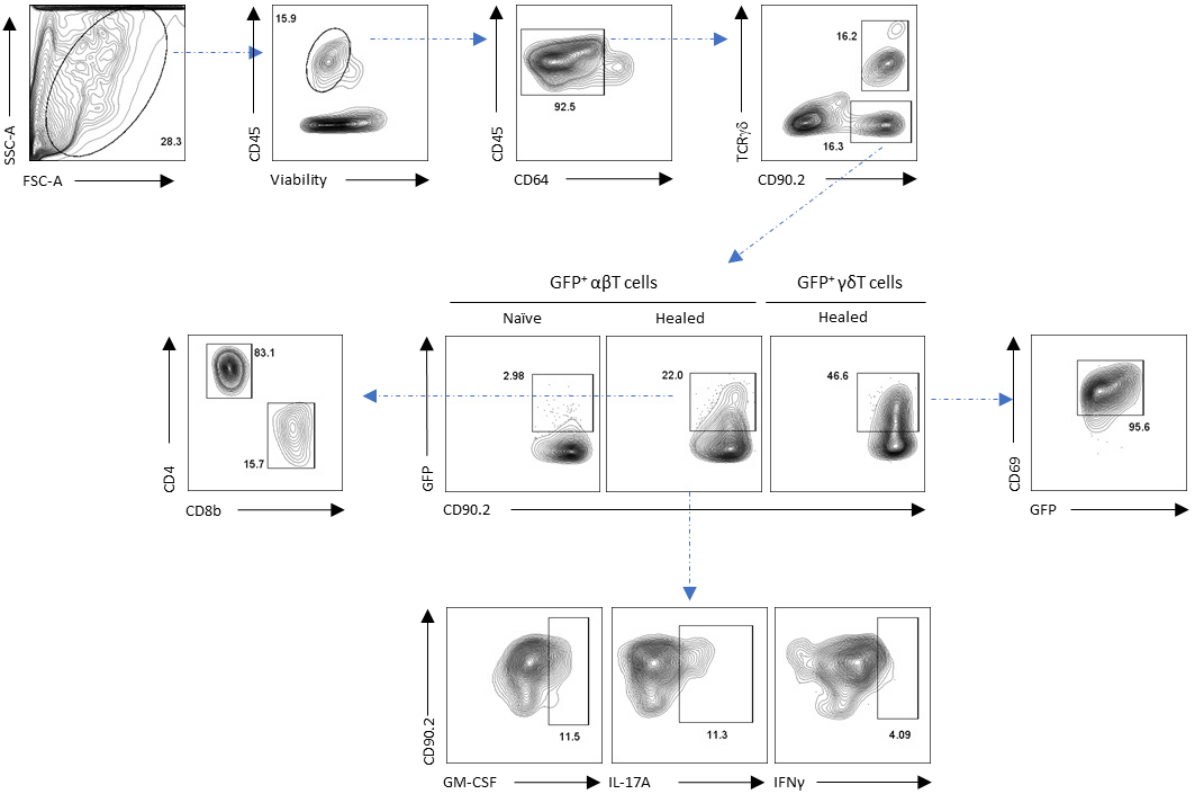 SSC-A
28.3
FSC-A
15.9
CD45
Viability
CD45
92.5
CD64
TCRγδ
16.2
16.3
CD90.2
GFP⁺ αβT cells
GFP⁺ γδT cells
Naïve
Healed
Healed
CD4
83.1
15.7
CD8b
GFP
2.98
22.0
46.6
CD90.2
CD69
95.6
GFP
CD90.2
11.5
11.3
4.09
GM-CSF
IL-17A
IFNγ